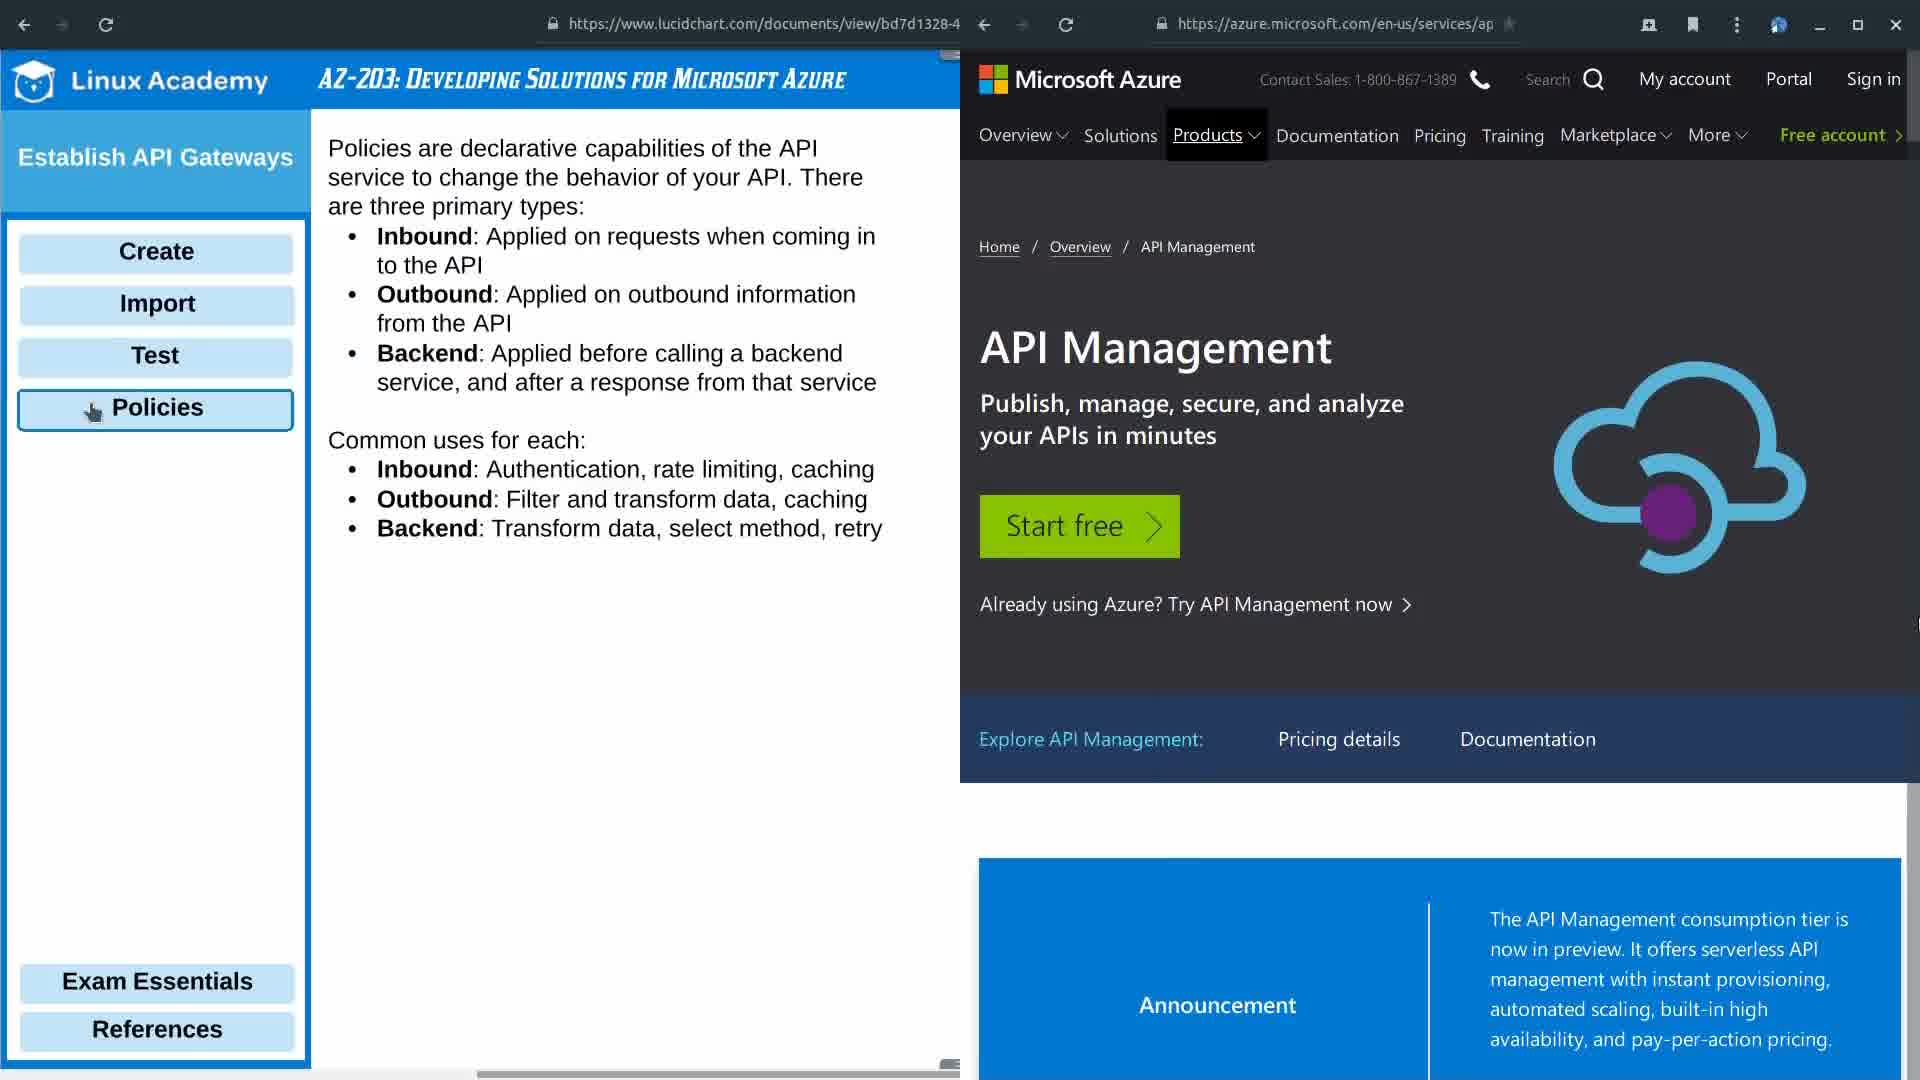 https://www.lucidchart.com/documents/view/bd7d1328-4
Linux Academy
AZ-203: Developing Solutions for Microsoft Azure
Establish API Gateways
Create
Import
Test
Policies
Exam Essentials
References
Policies are declarative capabilities of the API
service to change the behavior of your API. There
are three primary types:
• Inbound: Applied on requests when coming in
to the API
• Outbound: Applied on outbound information
from the API
• Backend: Applied before calling a backend
service, and after a response from that service
Common uses for each:
• Inbound: Authentication, rate limiting, caching
• Outbound: Filter and transform data, caching
• Backend: Transform data, select method, retry
https://azure.microsoft.com/en-us/services/ap
Microsoft Azure
Contact Sales: 1-800-867-1389
Search
My account
Portal
Sign in
Overview Solutions Products Documentation Pricing Training Marketplace More Free account
Home / Overview / API Management
API Management
Publish, manage, secure, and analyze
your APIs in minutes
Start free
Already using Azure? Try API Management now
Explore API Management: Pricing details Documentation
Announcement
The API Management consumption tier is
now in preview. It offers serverless API
management with instant provisioning,
automated scaling, built-in high
availability, and pay-per-action pricing.